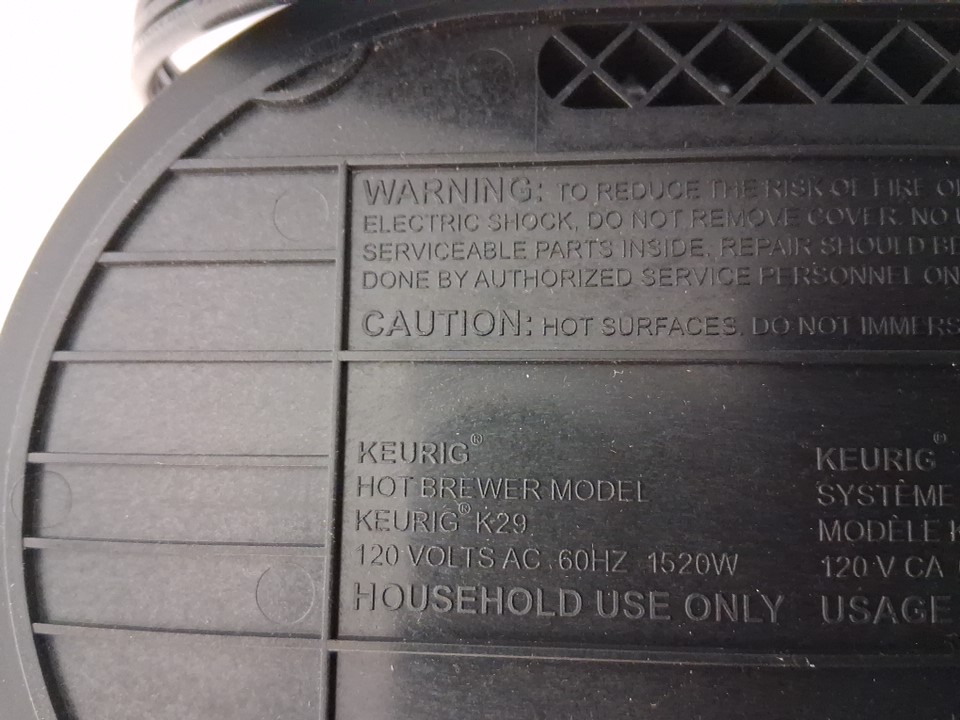 WARNING: TO REDUCE THE RISK OF FIRE
ELECTRIC SHOCK, DO NOT REMOVE COVER. NO
SERVICEABLE PARTS INSIDE. REPAIR SHOULD BE
DONE BY AUTHORIZED SERVICE PERSONNEL ON
CAUTION: HOT SURFACES. DO NOT IMMERS
KEURIG®
HOT BREWER MODEL
KEURIG® K29
120 VOLTS AC 60HZ 1520W
HOUSEHOLD USE ONLY
KEURIG®
SYSTÈME
MODÈLE
120 V CA
USAGE